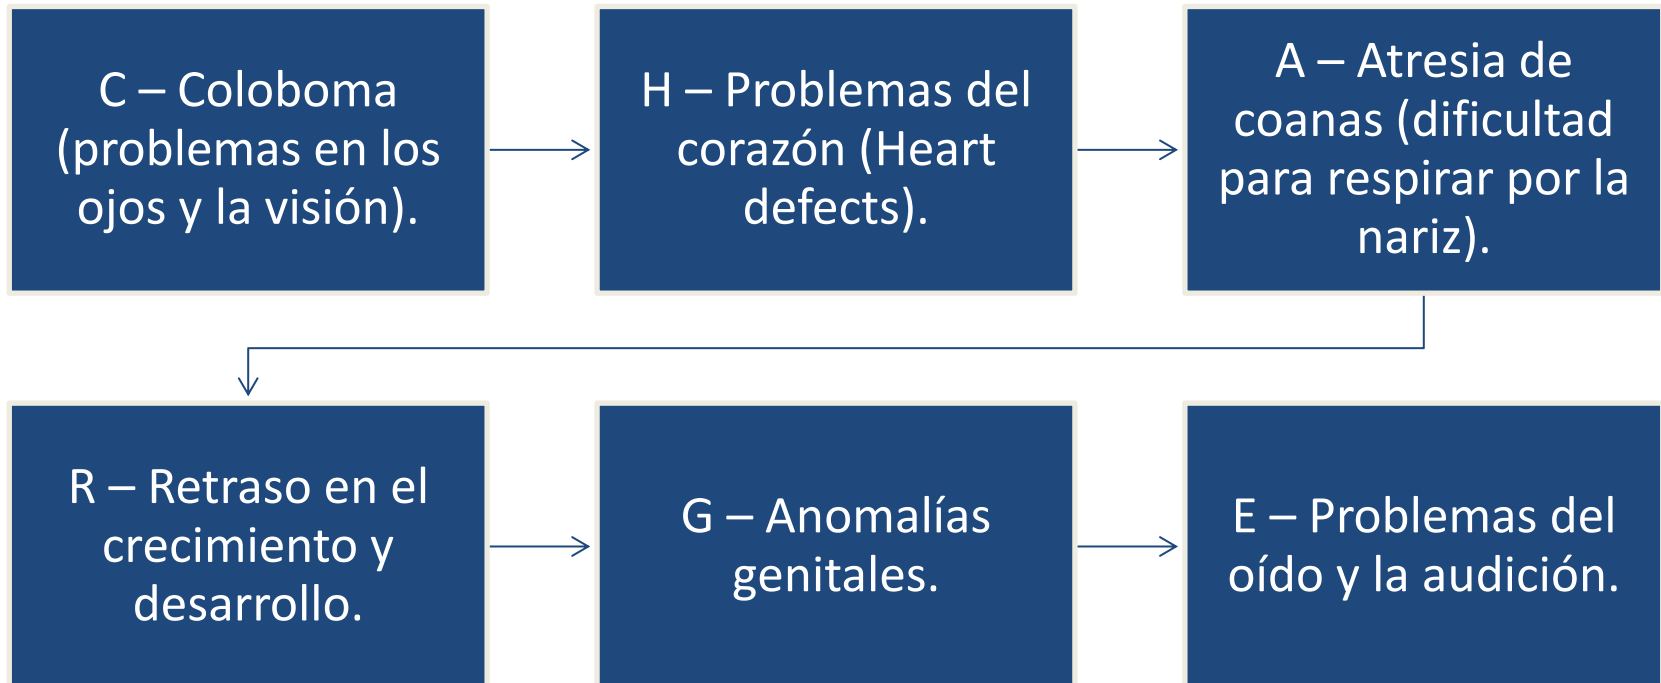 C – Coloboma
(problemas en los
ojos y la visión).
H – Problemas del
corazón (Heart
defects).
A – Atresia de
coanas (dificultad
para respirar por la
nariz).
R – Retraso en el
crecimiento y
desarrollo.
G – Anomalías
genitales.
E – Problemas del
oído y la audición.